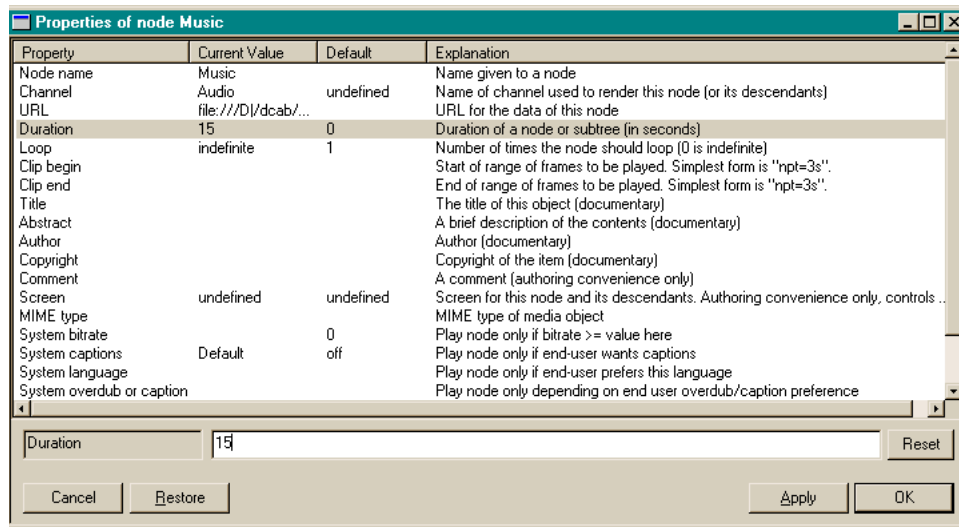 Properties of node Music
Property Current Value Default Explanation
Node name Music Name given to a node
Channel Audio undefined Name of channel used to render this node (or its descendants)
URL file:///D|/dcab/... URL for the data of this node
Duration 15 0 Duration of a node or subtree (in seconds)
Loop indefinite 1 Number of times the node should loop (0 is indefinite)
Clip begin Start of range of frames to be played. Simplest form is "npt=3s".
Clip end End of range of frames to be played. Simplest form is "npt=3s".
Title The title of this object (documentary)
Abstract A brief description of the contents (documentary)
Author Author (documentary)
Copyright Copyright of the item (documentary)
Comment A comment (authoring convenience only)
Screen undefined undefined Screen for this node and its descendants. Authoring convenience only, controls ..
MIME type MIME type of media object
System bitrate 0 Play node only if bitrate >= value here
System captions Default off Play node only if end-user wants captions
System language Play node only if end-user prefers this language
System overdub or caption Play node only depending on end user overdub/caption preference
Duration 15 Reset
Cancel Restore Apply OK